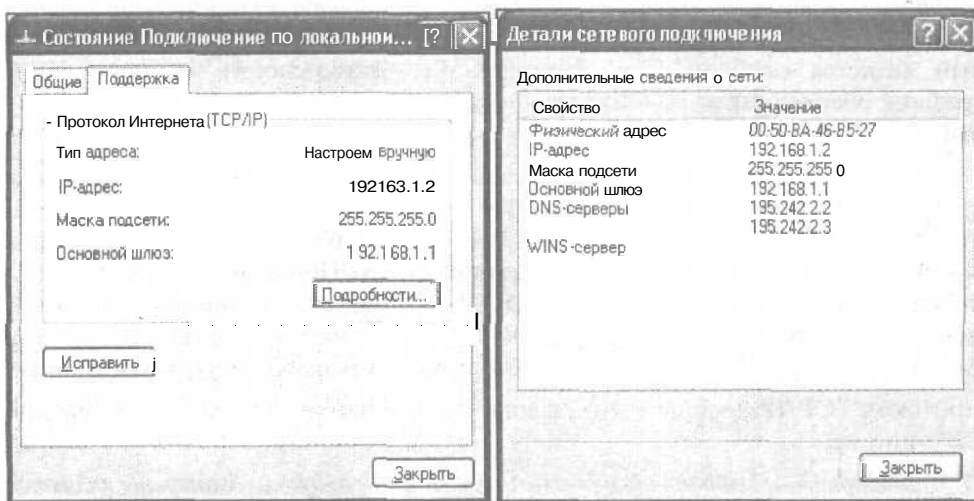 Состояние Подключение по локальнои... [?
Общие Поддержка
- Протокол Интернета (TCP/IP)
Тип адреса: Настроем вручную
IP-адрес: 192163.1.2
Маска подсети: 255.255.255.0
Основной шлюз: 1 92.1 68.1 .1
Подробности...
Исправить j
Закрыть
Детали сетевого подключения ?
Дополнительные сведения о сети:
Свойство Значение
Физический адрес 00-50-BA-46-B5-27
IP-адрес 192.168.1.2
Маска подсети 255.255.255 0
Основной шлюэ 192.168.1.1
DNS-серверы 195.242.2.2
195.242.2.3
WINS-сервер
Закрыть